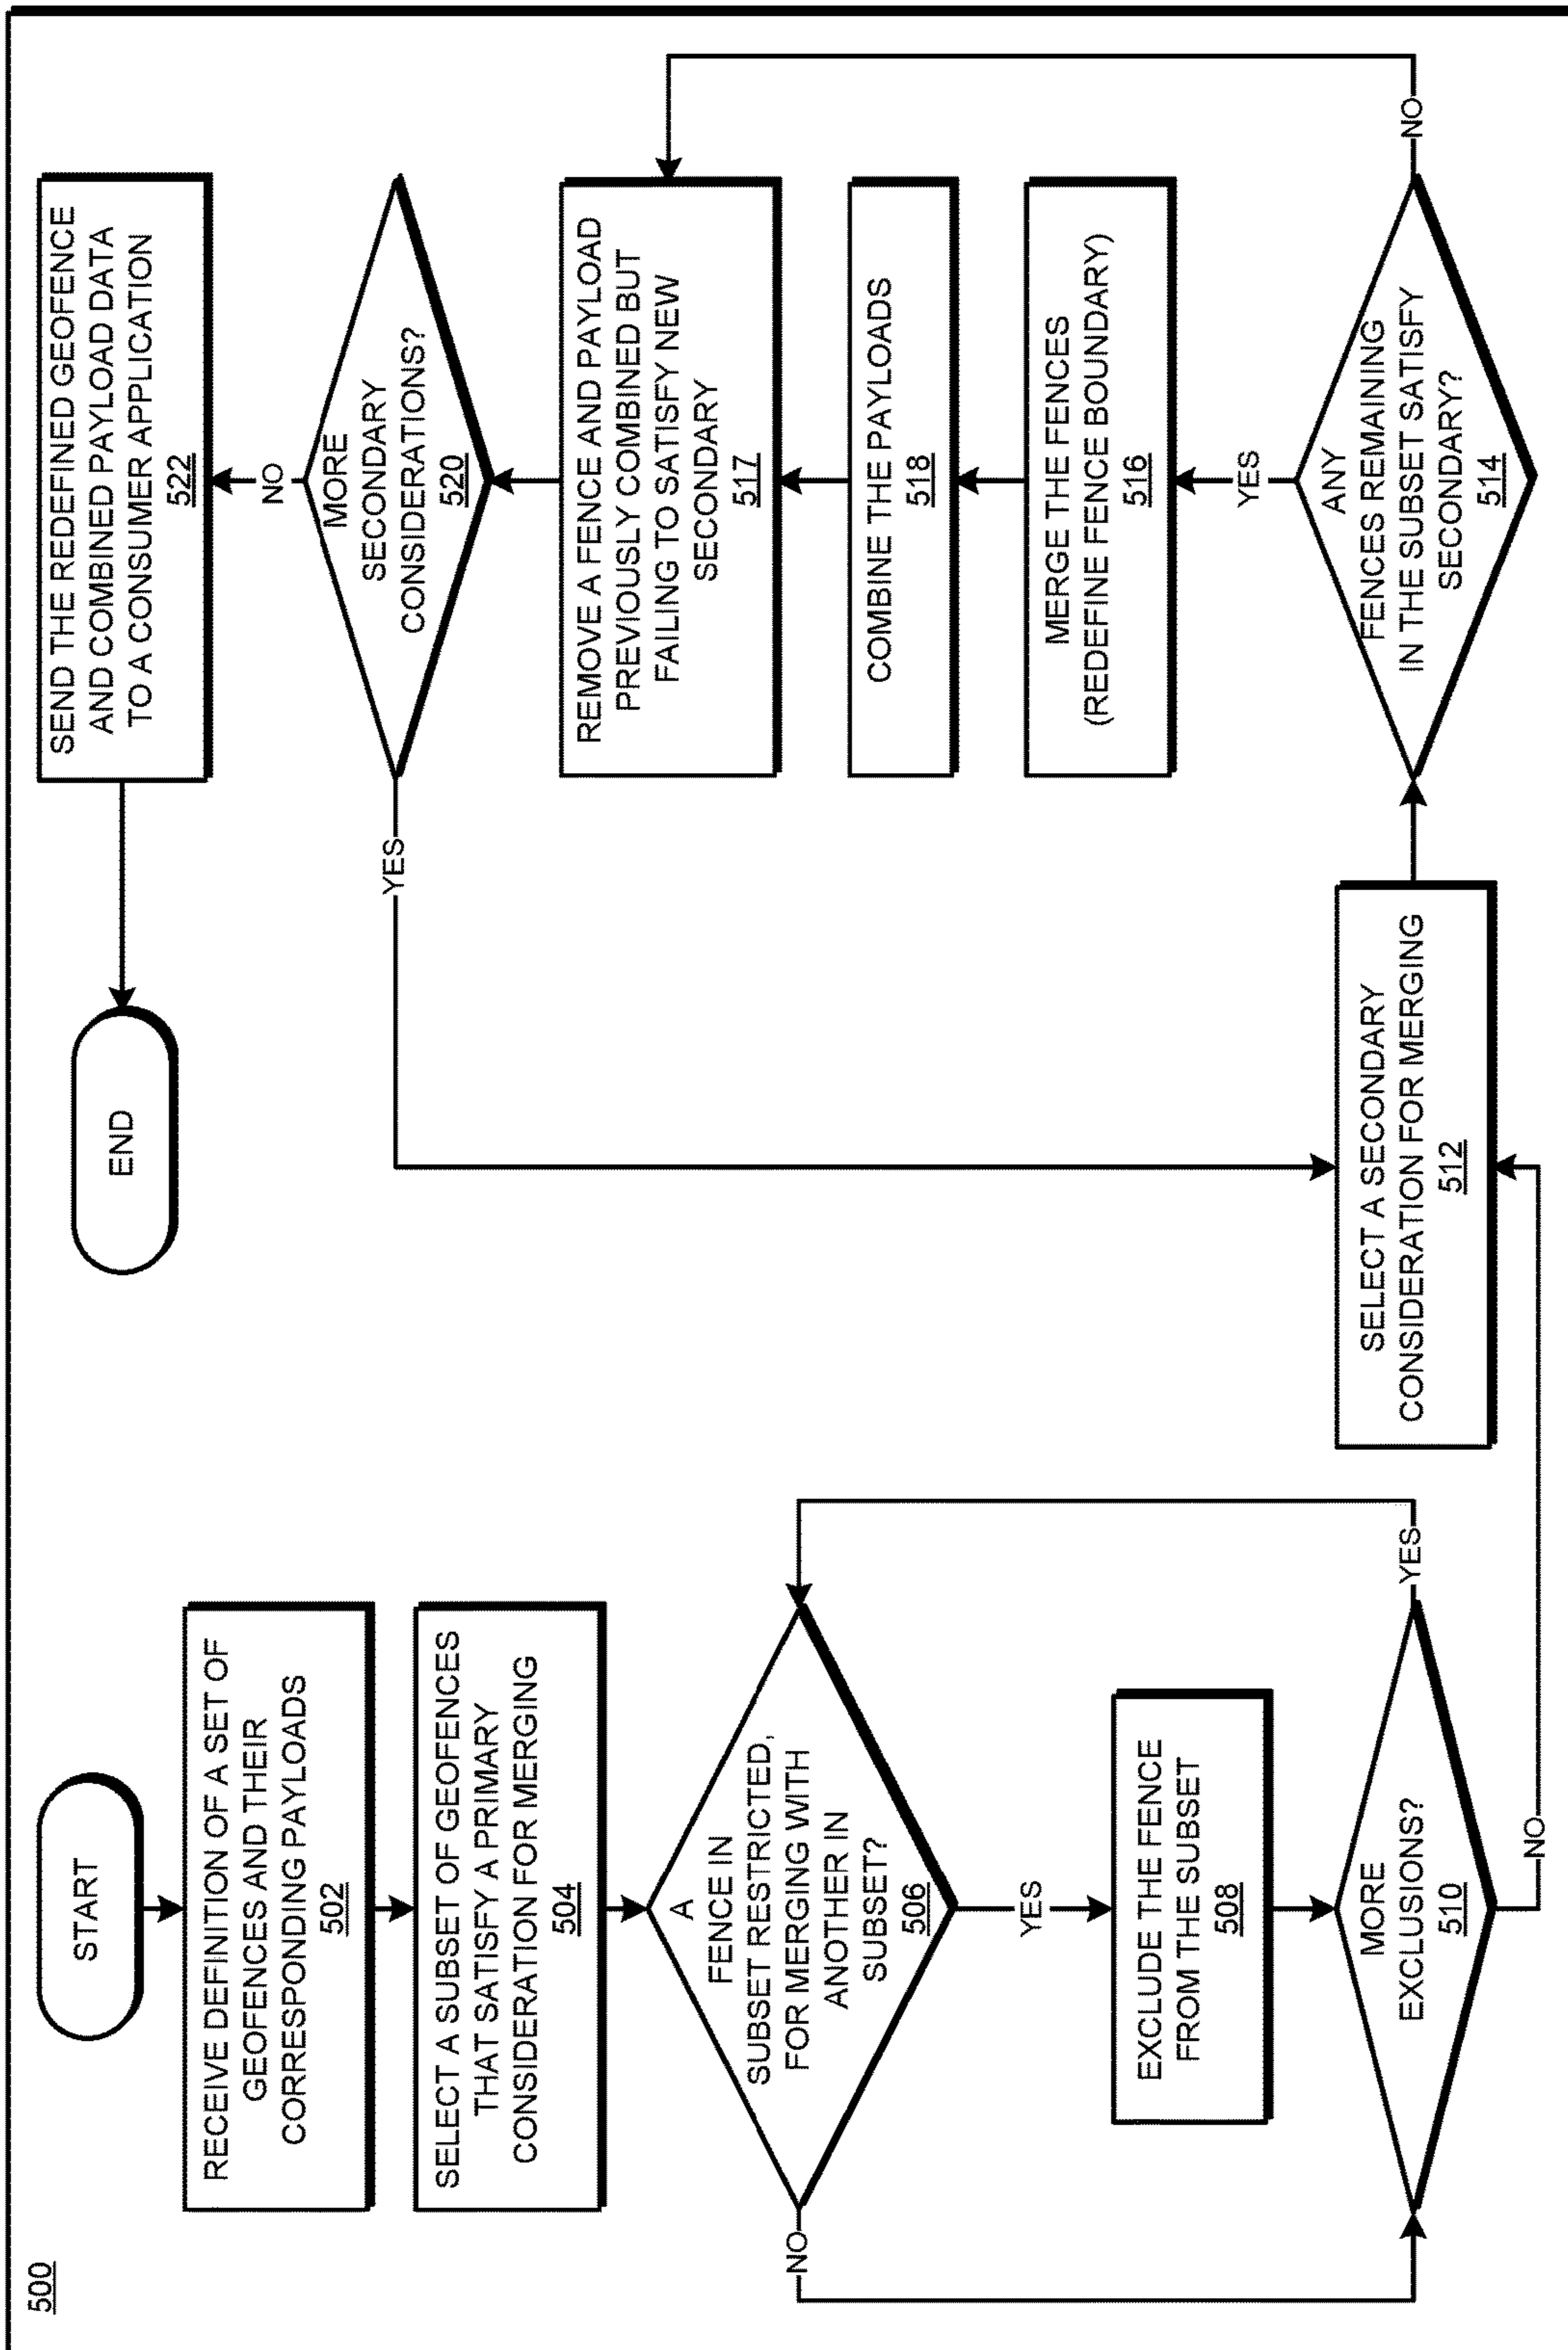 500
START
RECEIVE DEFINITION OF A SET OF
GEOFENCES AND THEIR
CORRESPONDING PAYLOADS
502
SELECT A SUBSET OF GEOFENCES
THAT SATISFY A PRIMARY
CONSIDERATION FOR MERGING
504
A
FENCE IN
SUBSET RESTRICTED,
FOR MERGING WITH
ANOTHER IN
SUBSET?
506
NO
YES
EXCLUDE THE FENCE
FROM THE SUBSET
508
MORE
EXCLUSIONS?
510
YES
NO
SELECT A SECONDARY
CONSIDERATION FOR MERGING
512
ANY
FENCES REMAINING
IN THE SUBSET SATISFY
SECONDARY?
514
NO
YES
MERGE THE FENCES
(REDEFINE FENCE BOUNDARY)
516
COMBINE THE PAYLOADS
518
REMOVE A FENCE AND PAYLOAD
PREVIOUSLY COMBINED BUT
FAILING TO SATISFY NEW
SECONDARY
517
MORE
SECONDARY
CONSIDERATIONS?
520
YES
NO
SEND THE REDEFINED GEOFENCE
AND COMBINED PAYLOAD DATA
TO A CONSUMER APPLICATION
522
END